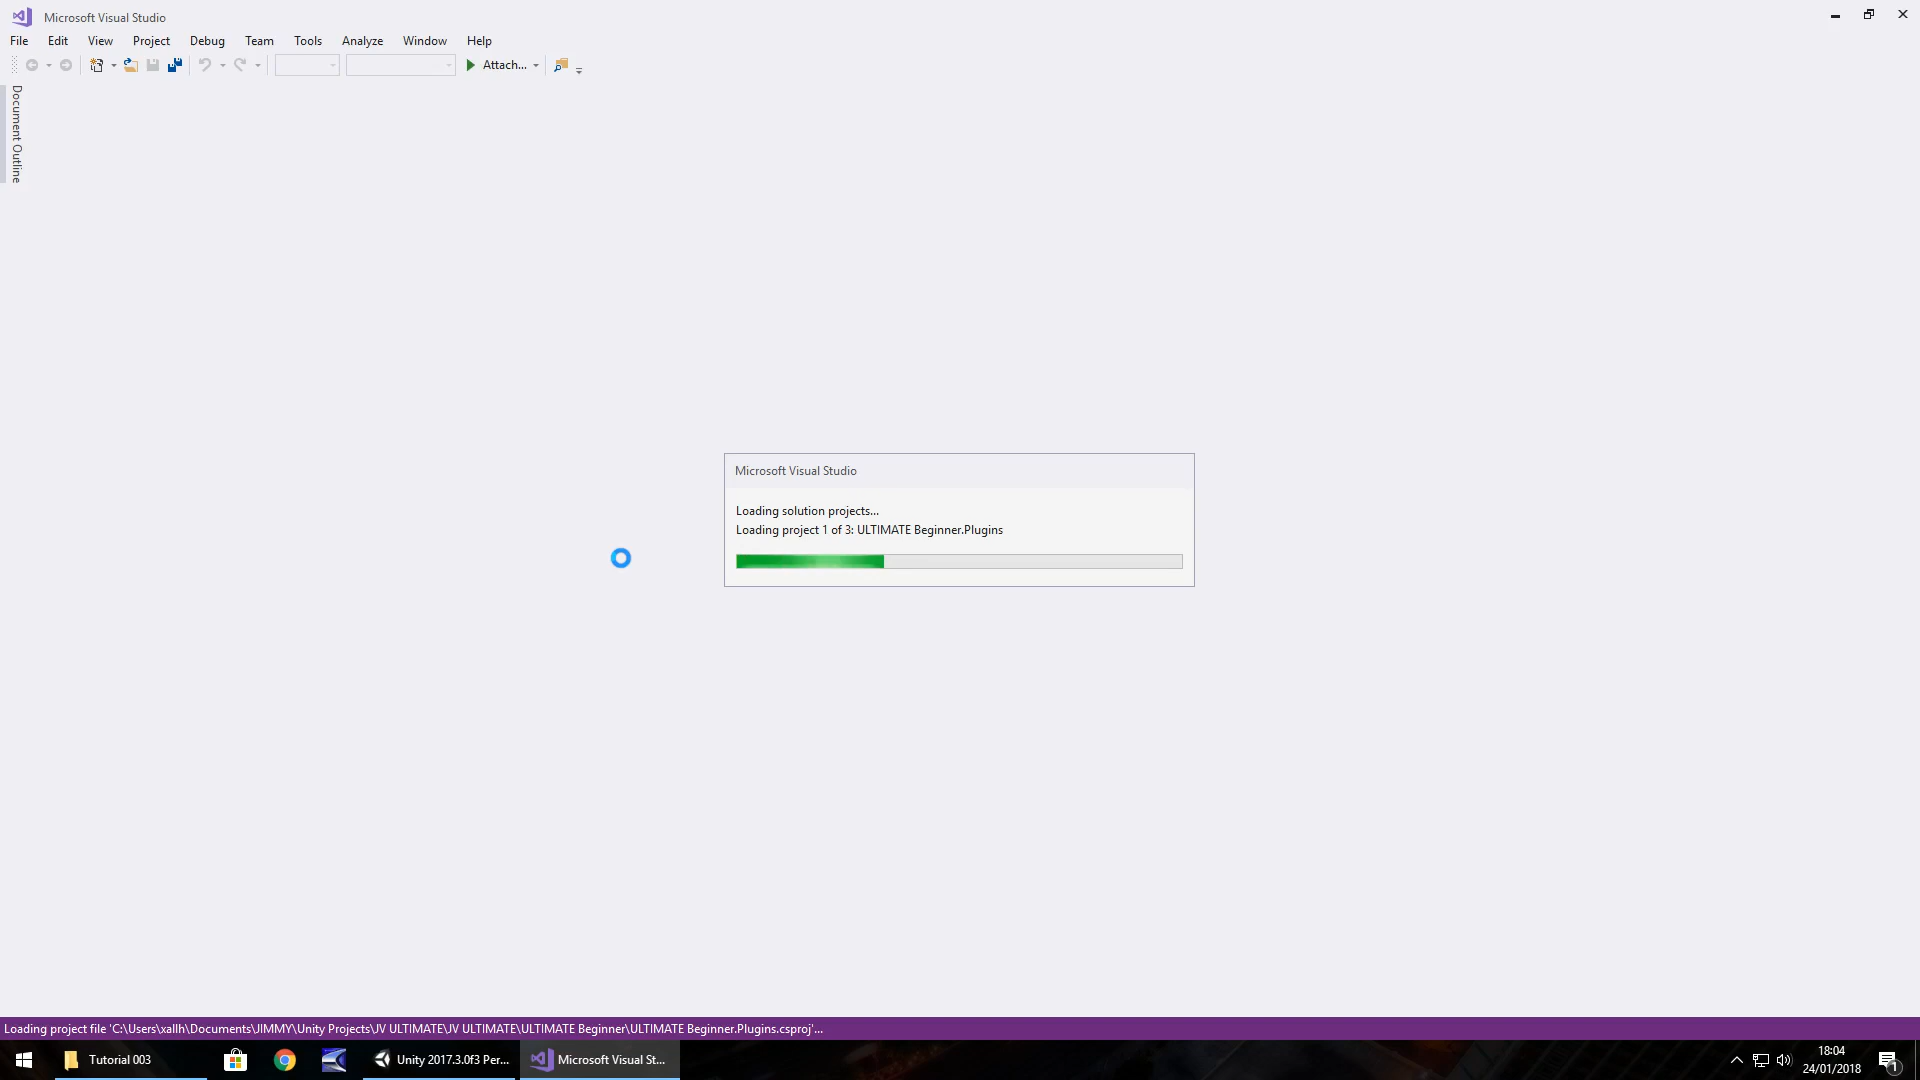 Microsoft Visual Studio
File Edit View Project Debug Team Tools Analyze Window Help
Attach...
Document Outline
Microsoft Visual Studio
Loading solution projects...
Loading project 1 of 3: ULTIMATE Beginner.Plugins
Loading project file 'C:\Users\xallh\Documents\JIMMY\Unity Projects\JV ULTIMATE\JV ULTIMATE\ULTIMATE Beginner\ULTIMATE Beginner.Plugins.csproj'...
Tutorial 003
Unity 2017.3.0f3 Per...
Microsoft Visual St...
18:04
24/01/2018
1